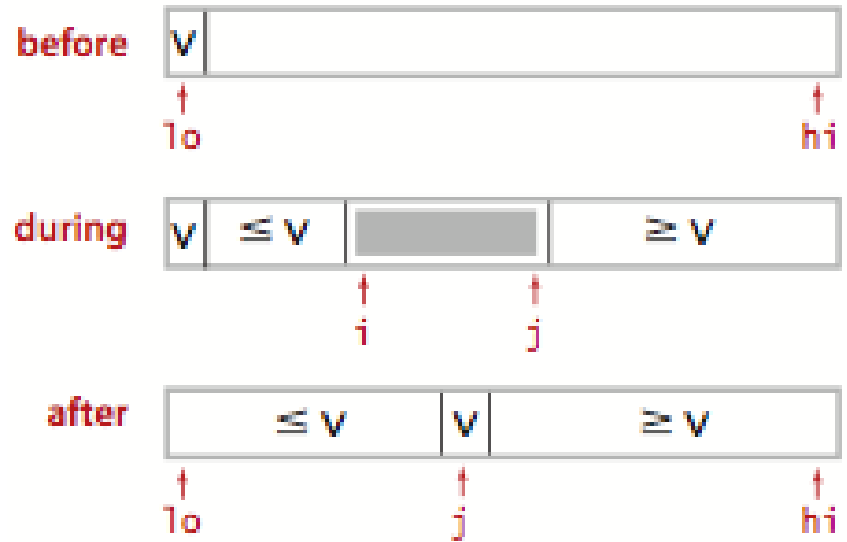 before v
lo hi
during v ≤ v ≥ v
i j
after ≤ v v ≥ v
lo j hi